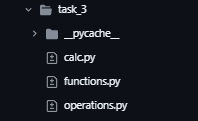 task_3
__pycache__
calc.py
functions.py
operations.py